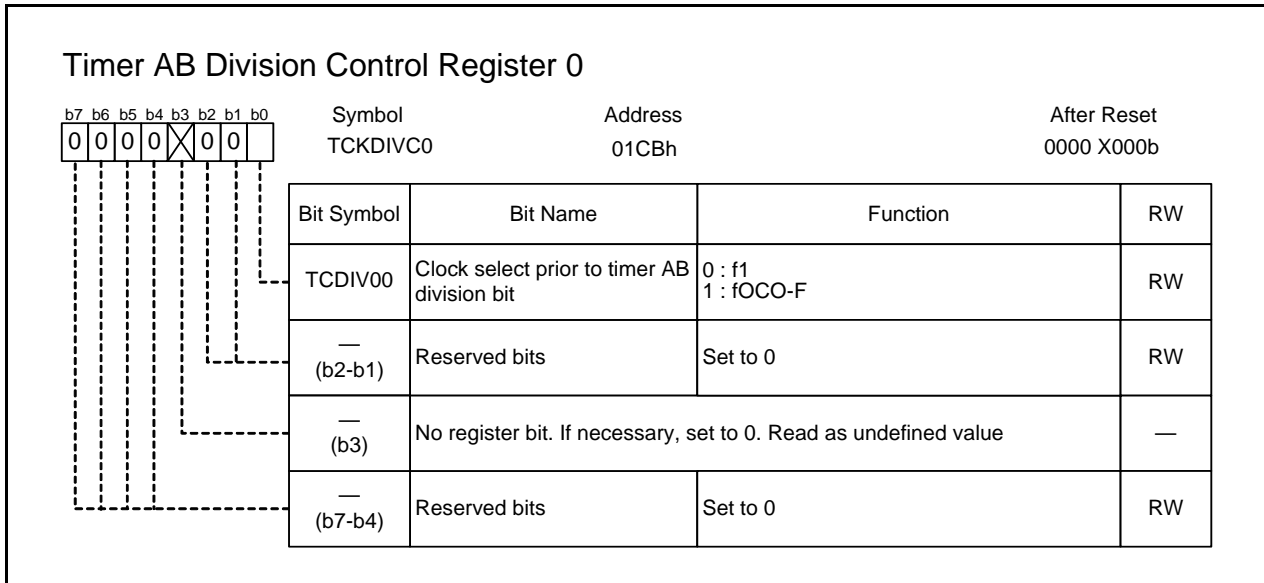 Timer AB Division Control Register 0
b7 b6 b5 b4 b3 b2 b1 b0
0 0 0 0 X 0 0
Symbol Address After Reset
TCKDIVC0 01CBh 0000 X000b
Bit Symbol Bit Name Function RW
TCDIV00 Clock select prior to timer AB division bit 0 : f1 1 : fOCO-F RW
— (b2-b1) Reserved bits Set to 0 RW
— (b3) No register bit. If necessary, set to 0. Read as undefined value —
— (b7-b4) Reserved bits Set to 0 RW